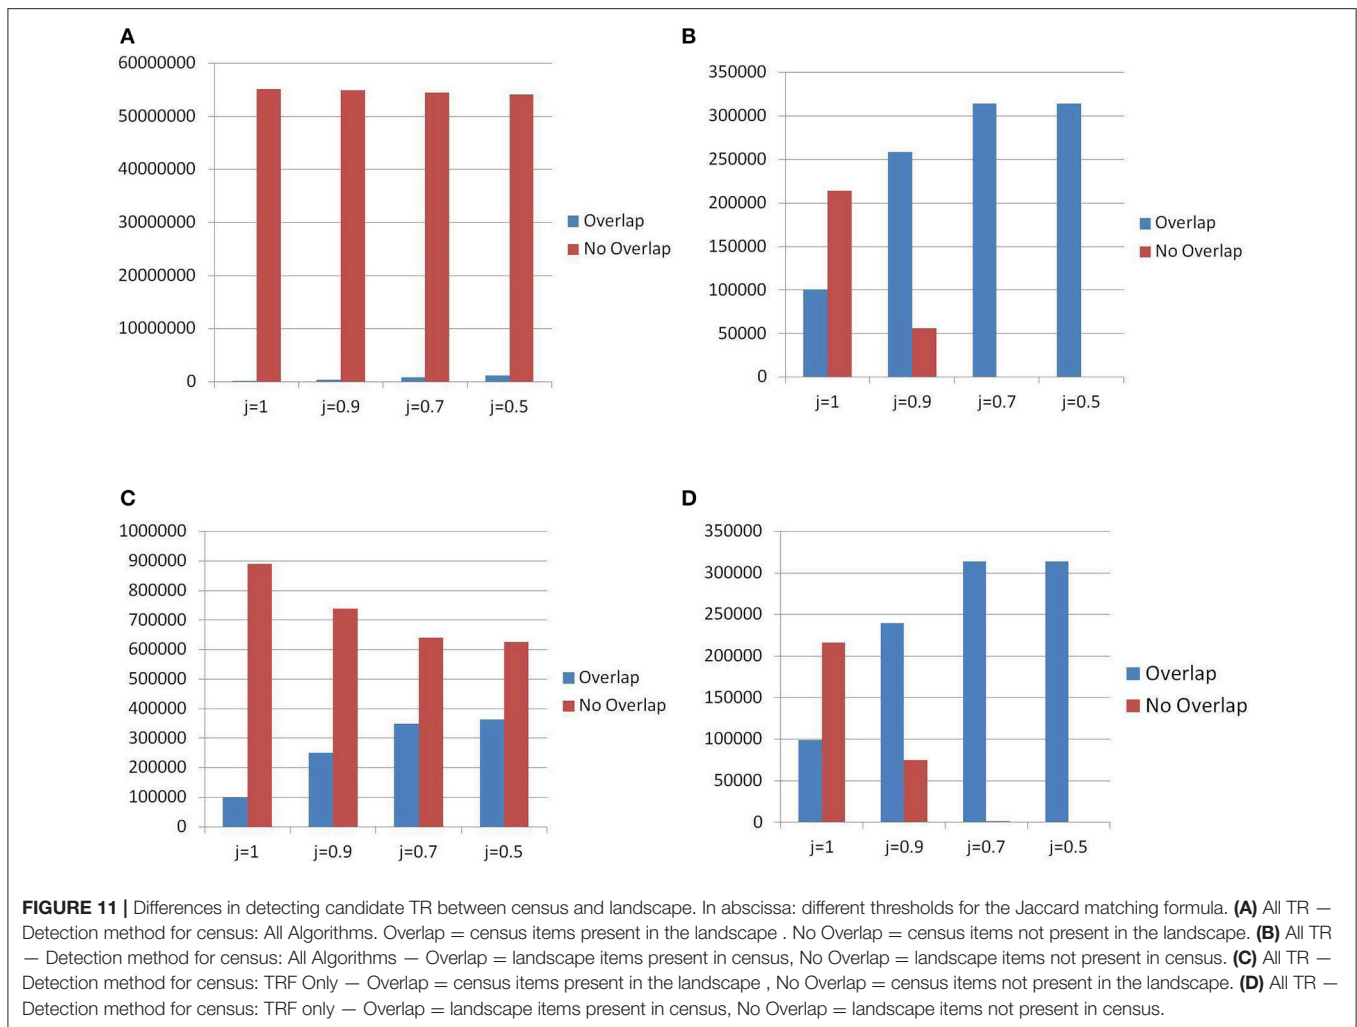 A
60000000
50000000
40000000
30000000
20000000
10000000
0
j=1 j=0.9 j=0.7 j=0.5
Overlap
No Overlap
B
350000
300000
250000
200000
150000
100000
50000
0
j=1 j=0.9 j=0.7 j=0.5
Overlap
No Overlap
C
1000000
900000
800000
700000
600000
500000
400000
300000
200000
100000
0
j=1 j=0.9 j=0.7 j=0.5
Overlap
No Overlap
D
350000
300000
250000
200000
150000
100000
50000
0
j=1 j=0.9 j=0.7 j=0.5
Overlap
No Overlap
FIGURE 11 | Differences in detecting candidate TR between census and landscape. In abscissa: different thresholds for the Jaccard matching formula. (A) All TR —
Detection method for census: All Algorithms. Overlap = census items present in the landscape . No Overlap = census items not present in the landscape. (B) All TR
— Detection method for census: All Algorithms — Overlap = landscape items present in census, No Overlap = landscape items not present in census. (C) All TR —
Detection method for census: TRF Only — Overlap = census items present in the landscape , No Overlap = census items not present in the landscape. (D) All TR —
Detection method for census: TRF only — Overlap = landscape items present in census, No Overlap = landscape items not present in census.